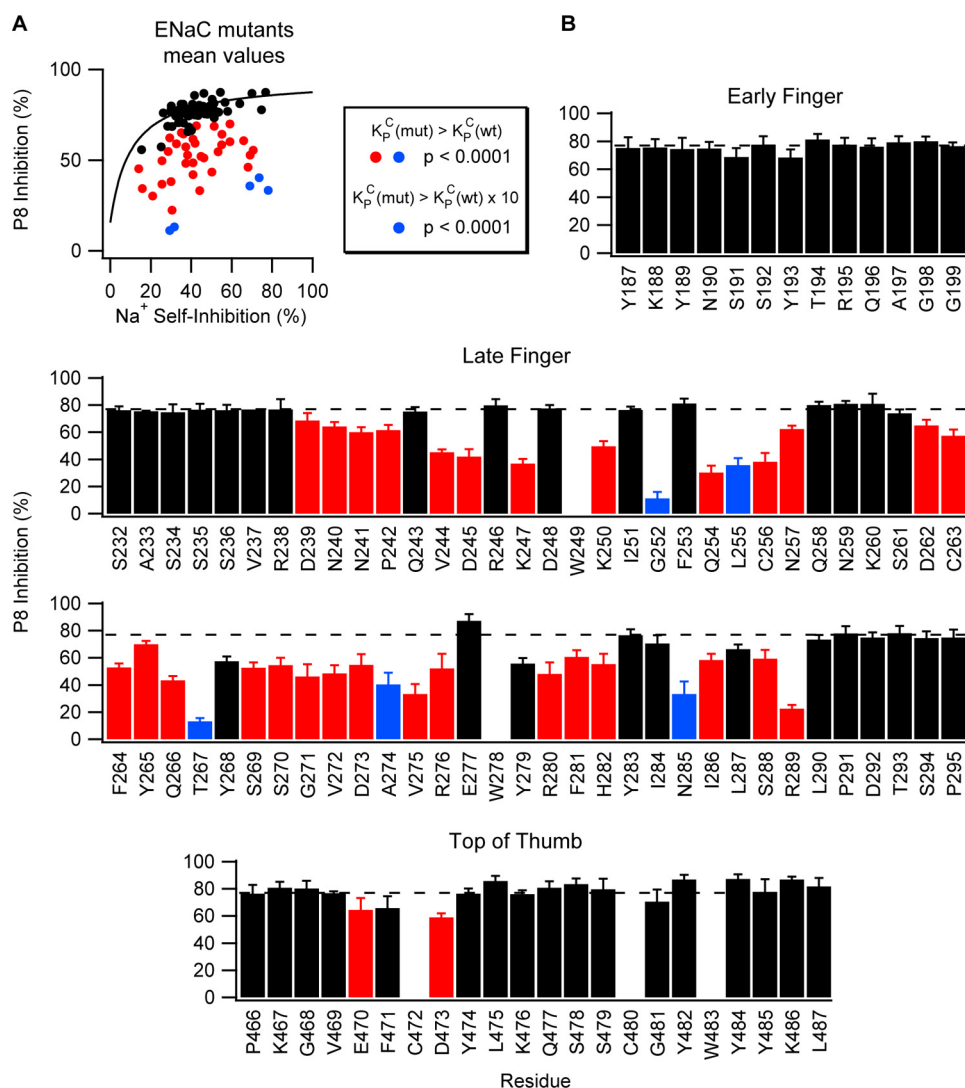 A
ENaC mutants
mean values
P8 Inhibition (%)
100
50
0
0 20 40 60 80 100
Na+ Self-Inhibition (%)
K_P^C(mut) > K_P^C(wt)
p < 0.0001
K_P^C(mut) > K_P^C(wt) x 10
p < 0.0001
B
Early Finger
100
80
60
40
20
0
Y187 K188 Y189 N190 S191 S192 Y193 T194 R195 Q196 A197 G198 G199
Late Finger
P8 Inhibition (%)
100
80
60
40
20
0
S232 A233 S234 S235 S236 V237 R238 D239 N240 N241 P242 Q243 V244 D245 R246 K247 D248 W249 K250 I251 G252 F253 Q254 L255 C256 N257 Q258 N259 K260 S261 D262 C263
100
80
60
40
20
0
F264 Y265 Q266 T267 Y268 S269 S270 G271 V272 D273 A274 V275 R276 E277 W278 Y279 R280 F281 H282 Y283 I284 N285 I286 L287 S288 R289 L290 P291 D292 T293 S294 P295
Top of Thumb
100
80
60
40
20
0
P466 K467 G468 V469 E470 F471 C472 D473 Y474 L475 K476 Q477 S478 S479 C480 G481 Y482 W483 Y484 Y485 K486 L487
Residue